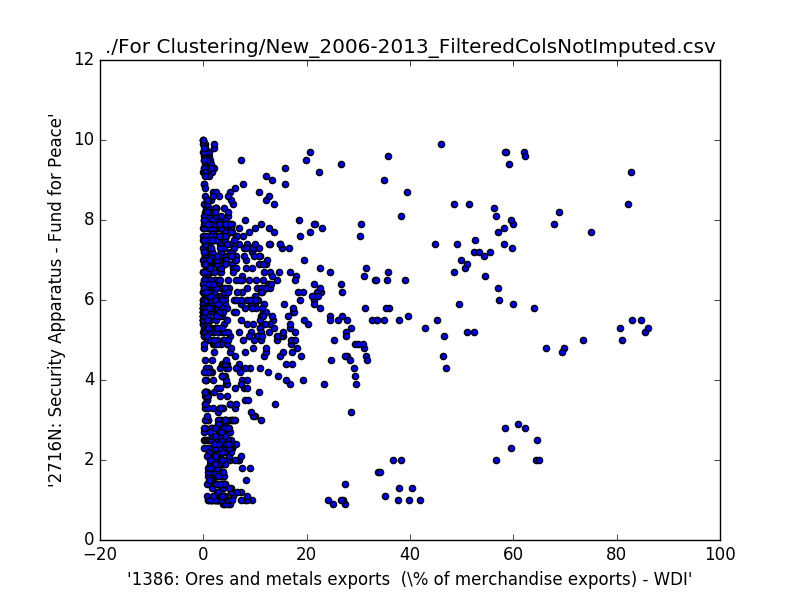 ./For Clustering/New_2006-2013_FilteredColsNotImputed.csv
12
10
8
6
4
2
0
'2716N: Security Apparatus - Fund for Peace'
−20 0 20 40 60 80 100
'1386: Ores and metals exports  (\% of merchandise exports) - WDI'